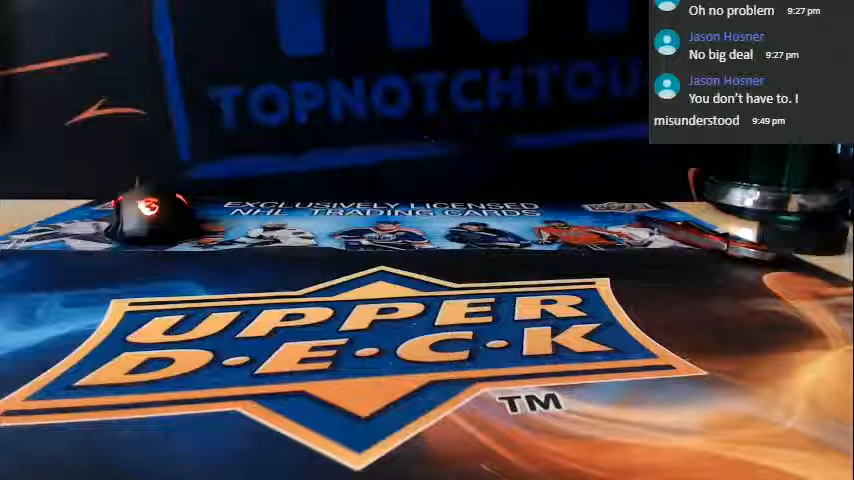 Oh no problem 9:27 pm
Jason Hosner
No big deal 9:27 pm
Jason Hosner
You don't have to. I
misunderstood 9:49 pm
TNT
TOPNOTCHTOU
EXCLUSIVELY LICENSED
NHL TRADING CARDS
UPPER
D·E·C·K
TM